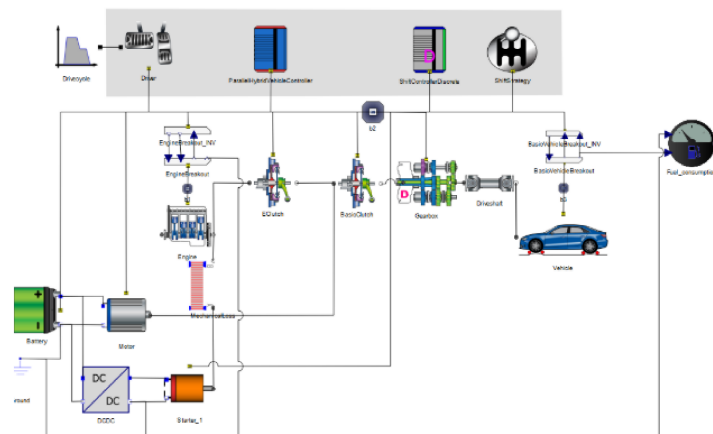 Drivecycle
Driver
ParallelHybridVehicleController
ShiftControllerDiscrete
ShiftStrategy
D
b2
EngineBreakout_INV
EngineBreakout
BasicVehicleBreakout_INV
BasicVehicleBreakout
Fuel_consumption
EClutch
BasicClutch
D
Gearbox
Driveshaft
Engine
Vehicle
MechanicalLoss
+
-
Battery
Motor
DC
DC
DCDC
Starter_1